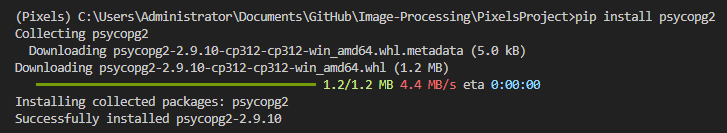 (Pixels) C:\Users\Administrator\Documents\GitHub\Image-Processing\PixelsProject>pip install psycopg2
Collecting psycopg2
  Downloading psycopg2-2.9.10-cp312-cp312-win_amd64.whl.metadata (5.0 kB)
Downloading psycopg2-2.9.10-cp312-cp312-win_amd64.whl (1.2 MB)
1.2/1.2 MB 4.4 MB/s eta 0:00:00
Installing collected packages: psycopg2
Successfully installed psycopg2-2.9.10